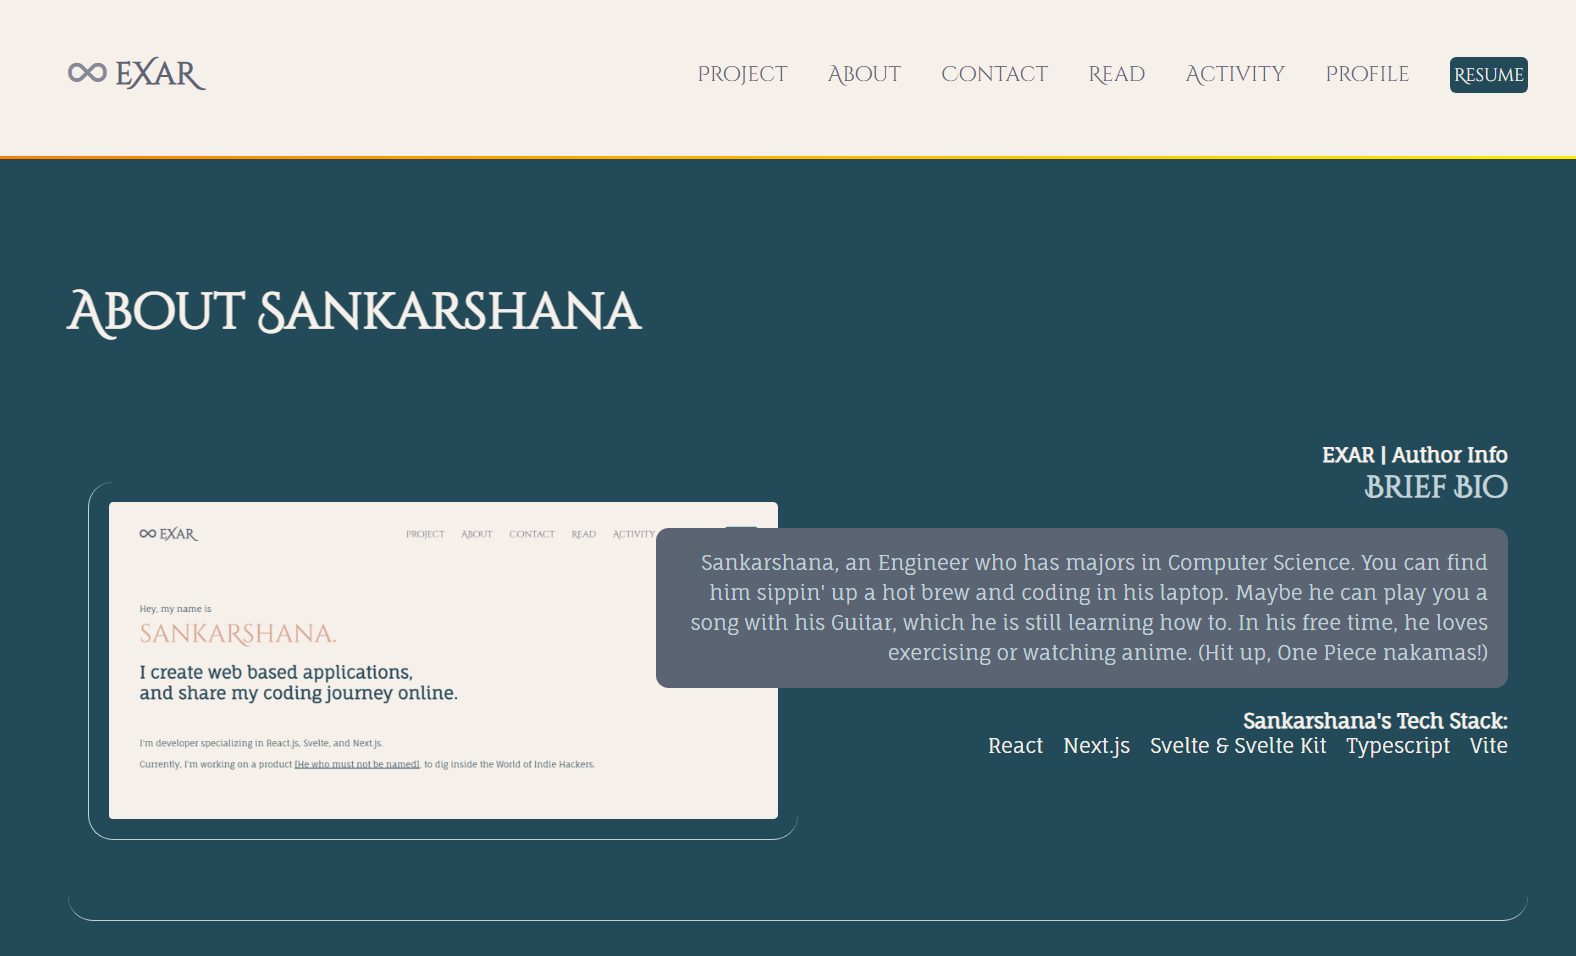 EXAR
PROJECT ABOUT CONTACT READ ACTIVITY PROFILE RESUME
ABOUT SANKARSHANA
EXAR | Author Info
BRIEF BIO
EXAR
PROJECT ABOUT CONTACT READ ACTIVITY
Hey, my name is
SANKARSHANA.
I create web based applications,
and share my coding journey online.
I'm developer specializing in React.js, Svelte, and Next.js.
Currently, I'm working on a product [He who must not be named], to dig inside the World of Indie Hackers.
Sankarshana, an Engineer who has majors in Computer Science. You can find
him sippin' up a hot brew and coding in his laptop. Maybe he can play you a
song with his Guitar, which he is still learning how to. In his free time, he loves
exercising or watching anime. (Hit up, One Piece nakamas!)
Sankarshana's Tech Stack:
React Next.js Svelte & Svelte Kit Typescript Vite